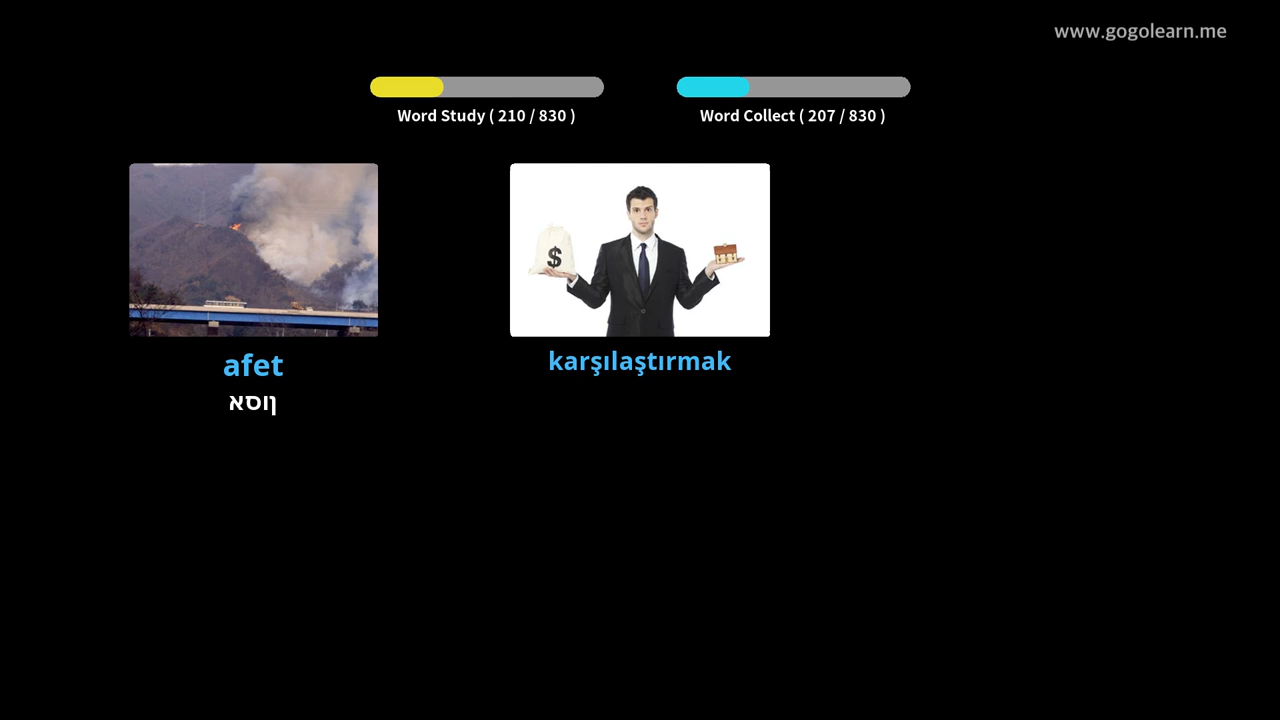 www.gogolearn.me
Word Study ( 210 / 830 )
Word Collect ( 207 / 830 )
$
afet
אסון
karşılaştırmak